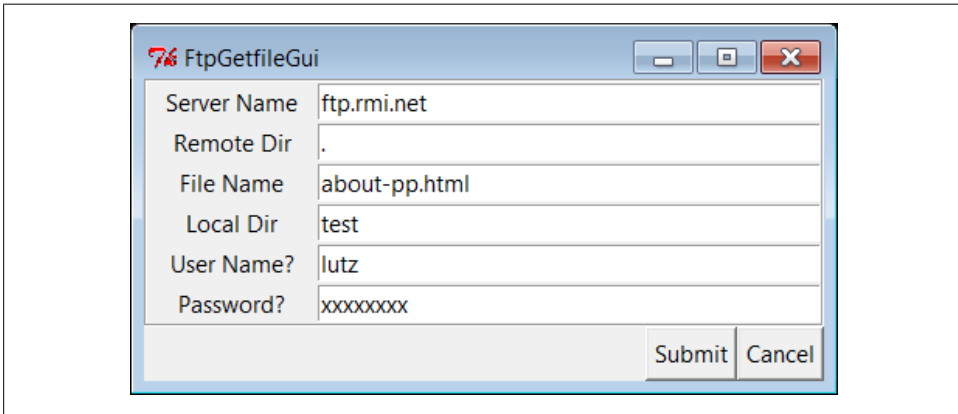 FtpGetfileGui
Server Name ftp.rmi.net
Remote Dir .
File Name about-pp.html
Local Dir test
User Name? lutz
Password? xxxxxxxx
Submit Cancel